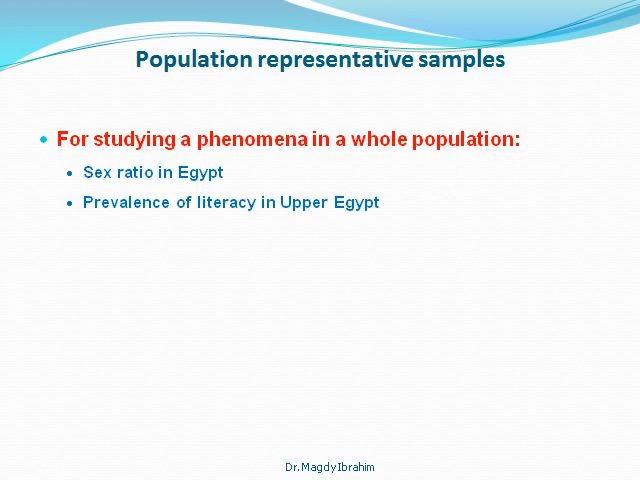 Population representative samples
For studying a phenomena in a whole population:
Sex ratio in Egypt
Prevalence of literacy in Upper Egypt
Dr. Magdy Ibrahim